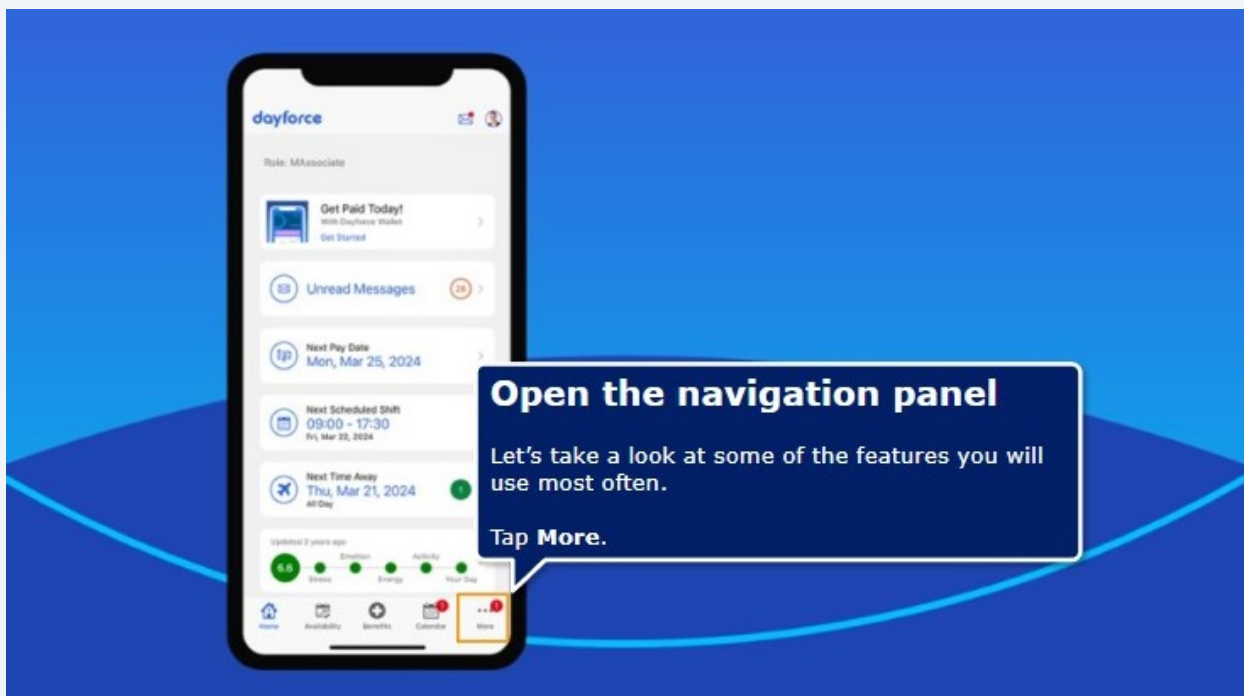 dayforce
Role: MAssociate
Get Paid Today!
With Dayforce Wallet
Get Started
Unread Messages
28
Next Pay Date
Mon, Mar 25, 2024
Next Scheduled Shift
09:00 - 17:30
Fri, Mar 22, 2024
Next Time Away
Thu, Mar 21, 2024
All Day
1
Updated 2 years ago
Emotion Activity
6.6
Stress Energy Your Day
1 1
Home Availability Benefits Calendar More
Open the navigation panel
Let’s take a look at some of the features you will
use most often.
Tap More.